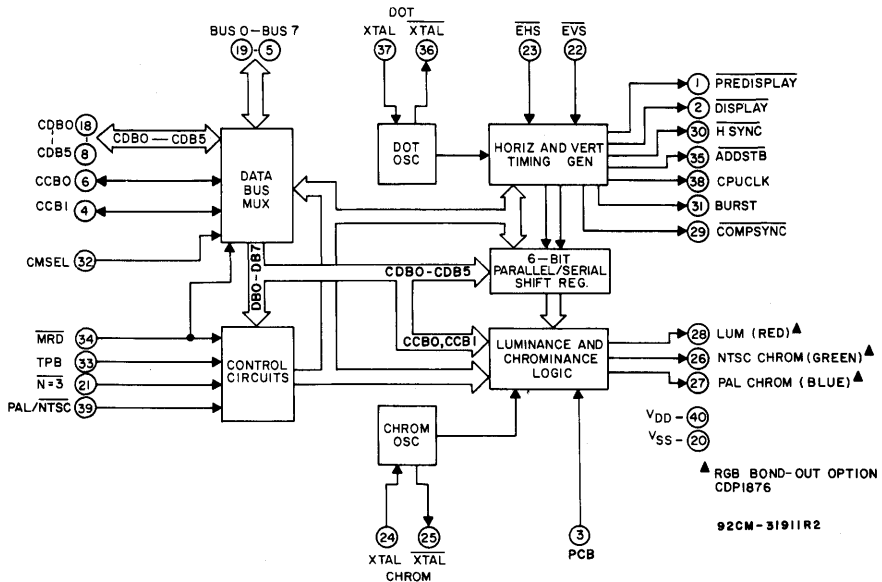 DOT
BUS 0 – BUS 7
XTAL
XTAL
EHS
EVS
19 - 5
37
36
23
22
1 PREDISPLAY
2 DISPLAY
CDB0 18
CDB0 — CDB5
CDB5 8
30 H SYNC
DOT
OSC
HORIZ AND VERT
TIMING GEN
35 ADDSTB
CCB0 6
DATA
BUS
MUX
38 CPUCLK
CCB1 4
31 BURST
29 COMPSYNC
CMSEL 32
DB0-DB7
CDB0-CDB5
6-BIT
PARALLEL/SERIAL
SHIFT REG.
MRD 34
CCB0, CCB1
28 LUM (RED) ▲
TPB 33
CONTROL
CIRCUITS
LUMINANCE AND
CHROMINANCE
LOGIC
26 NTSC CHROM (GREEN) ▲
N=3 21
27 PAL CHROM (BLUE) ▲
PAL/NTSC 39
CHROM
OSC
VDD - 40
VSS - 20
▲ RGB BOND-OUT OPTION
CDP1876
24
25
3
92CM-31911R2
XTAL
XTAL
PCB
CHROM